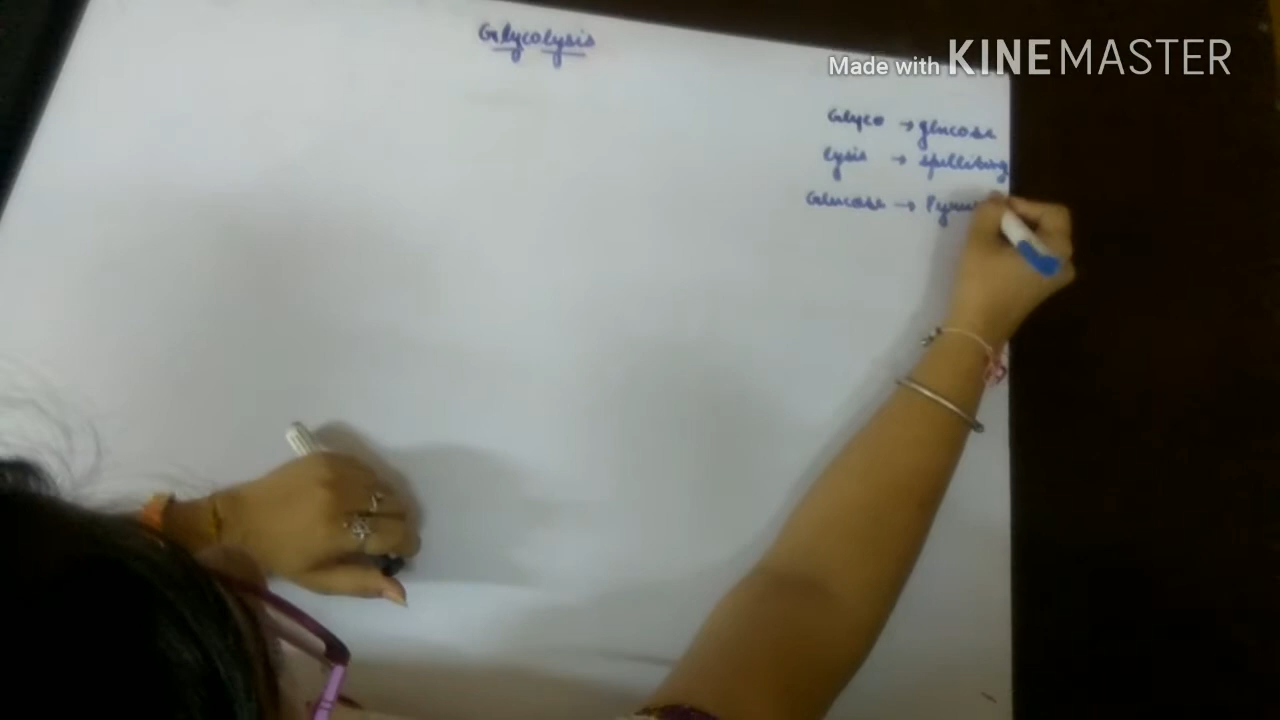 Glycolysis
Made with KINEMASTER
Glyco → glucose
lysis → splitting
Glucose →